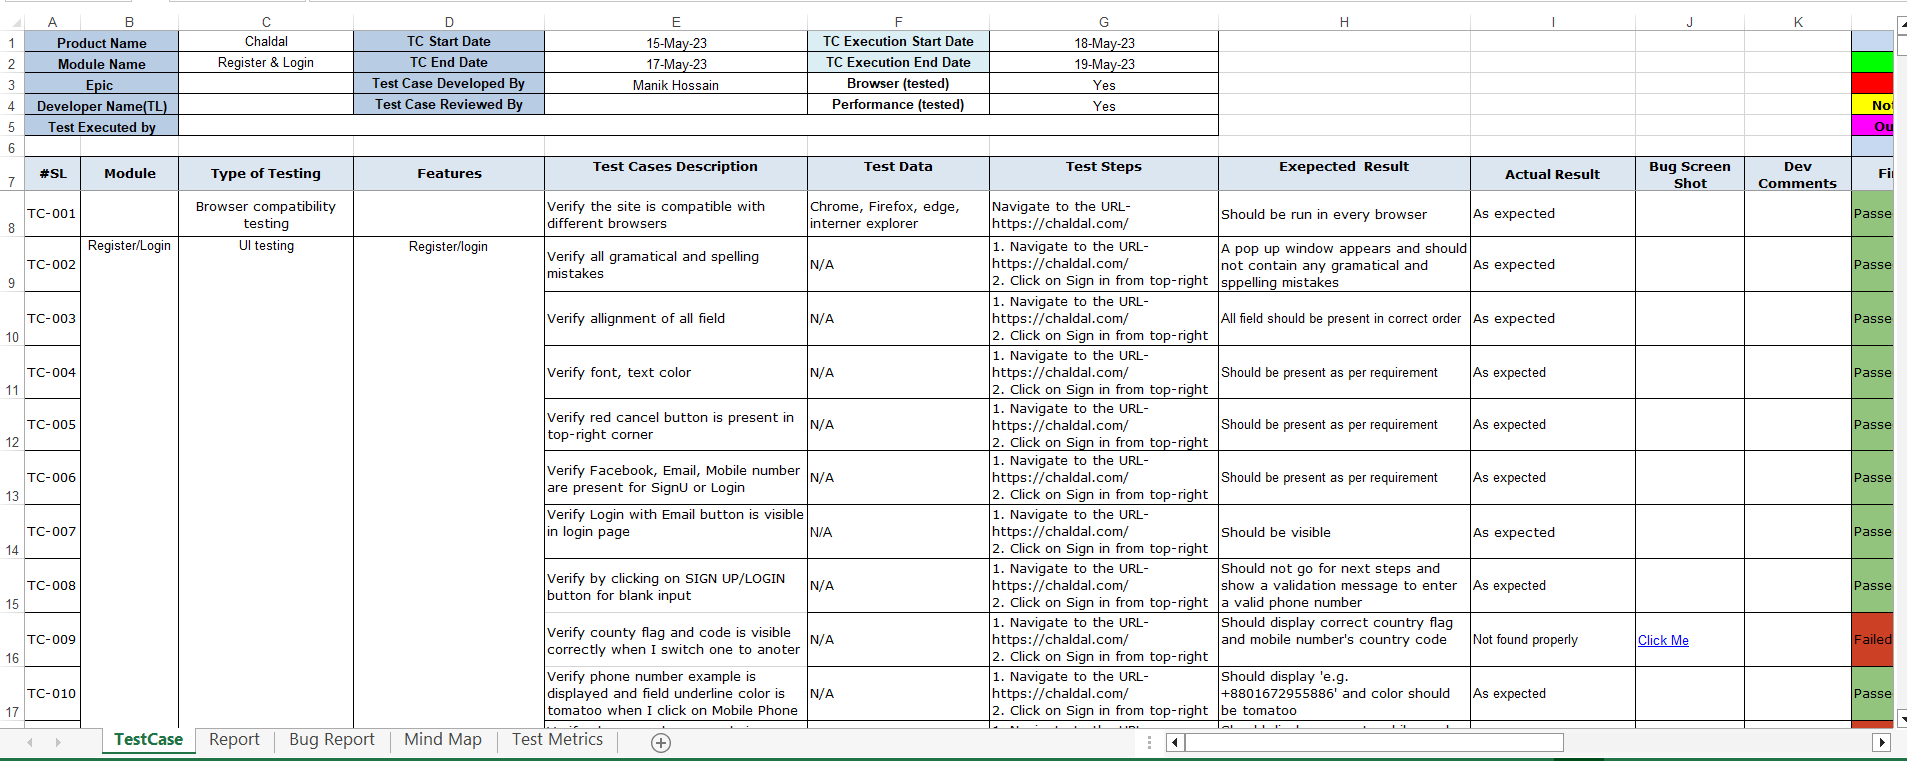 A B C D E F G H I J K
1 Product Name Chaldal TC Start Date 15-May-23 TC Execution Start Date 18-May-23
2 Module Name Register & Login TC End Date 17-May-23 TC Execution End Date 19-May-23
3 Epic Test Case Developed By Manik Hossain Browser (tested) Yes
4 Developer Name(TL) Test Case Reviewed By Performance (tested) Yes
5 Test Executed by
6
7 #SL Module Type of Testing Features Test Cases Description Test Data Test Steps Exepected Result Actual Result Bug Screen
Shot Dev
Comments
8 TC-001 Browser compatibility
testing Verify the site is compatible with
different browsers Chrome, Firefox, edge,
interner explorer Navigate to the URL-
https://chaldal.com/ Should be run in every browser As expected Passe
9 TC-002 Register/Login UI testing Register/login Verify all gramatical and spelling
mistakes N/A 1. Navigate to the URL-
https://chaldal.com/
2. Click on Sign in from top-right A pop up window appears and should
not contain any gramatical and
sppelling mistakes As expected Passe
10 TC-003 Verify allignment of all field N/A 1. Navigate to the URL-
https://chaldal.com/
2. Click on Sign in from top-right All field should be present in correct order As expected Passe
11 TC-004 Verify font, text color N/A 1. Navigate to the URL-
https://chaldal.com/
2. Click on Sign in from top-right Should be present as per requirement As expected Passe
12 TC-005 Verify red cancel button is present in
top-right corner N/A 1. Navigate to the URL-
https://chaldal.com/
2. Click on Sign in from top-right Should be present as per requirement As expected Passe
13 TC-006 Verify Facebook, Email, Mobile number
are present for SignU or Login N/A 1. Navigate to the URL-
https://chaldal.com/
2. Click on Sign in from top-right Should be present as per requirement As expected Passe
14 TC-007 Verify Login with Email button is visible
in login page N/A 1. Navigate to the URL-
https://chaldal.com/
2. Click on Sign in from top-right Should be visible As expected Passe
15 TC-008 Verify by clicking on SIGN UP/LOGIN
button for blank input N/A 1. Navigate to the URL-
https://chaldal.com/
2. Click on Sign in from top-right Should not go for next steps and
show a validation message to enter
a valid phone number As expected Passe
16 TC-009 Verify county flag and code is visible
correctly when I switch one to anoter N/A 1. Navigate to the URL-
https://chaldal.com/
2. Click on Sign in from top-right Should display correct country flag
and mobile number's country code Not found properly Click Me Failed
17 TC-010 Verify phone number example is
displayed and field underline color is
tomatoo when I click on Mobile Phone N/A 1. Navigate to the URL-
https://chaldal.com/
2. Click on Sign in from top-right Should display 'e.g.
+8801672955886' and color should
be tomatoo As expected Passe
TestCase Report Bug Report Mind Map Test Metrics